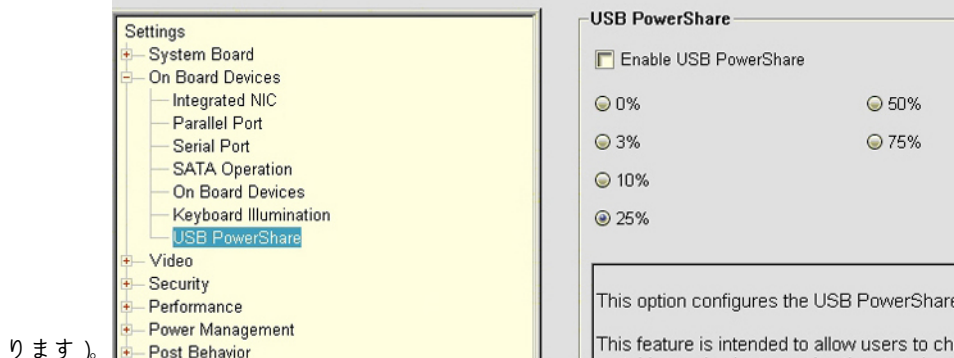 Settings
System Board
On Board Devices
Integrated NIC
Parallel Port
Serial Port
SATA Operation
On Board Devices
Keyboard Illumination
USB PowerShare
Video
Security
Performance
Power Management
Post Behavior
USB PowerShare
Enable USB PowerShare
0%
50%
3%
75%
10%
25%
This option configures the USB PowerShare
This feature is intended to allow users to ch
ります)。